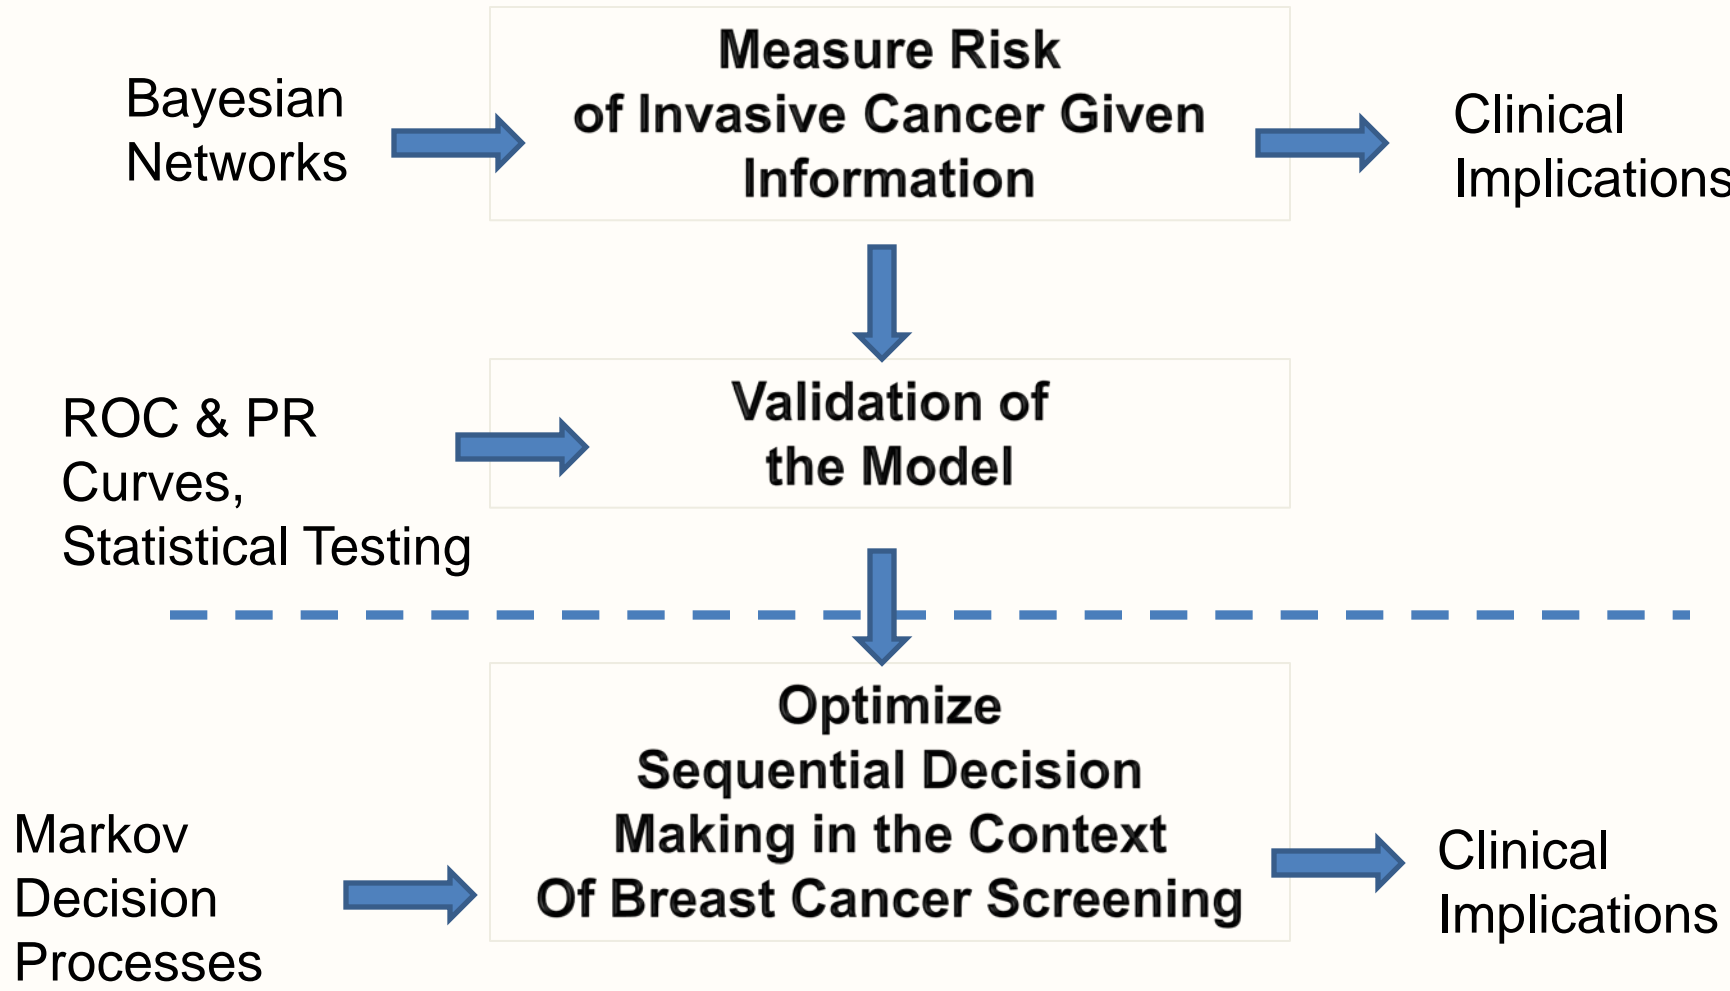 Measure Risk
of Invasive Cancer Given
Information
Bayesian
Networks
Clinical
Implications
Validation of
the Model
ROC & PR
Curves,
Statistical Testing
Optimize
Sequential Decision
Making in the Context
Of Breast Cancer Screening
Markov
Decision
Processes
Clinical
Implications